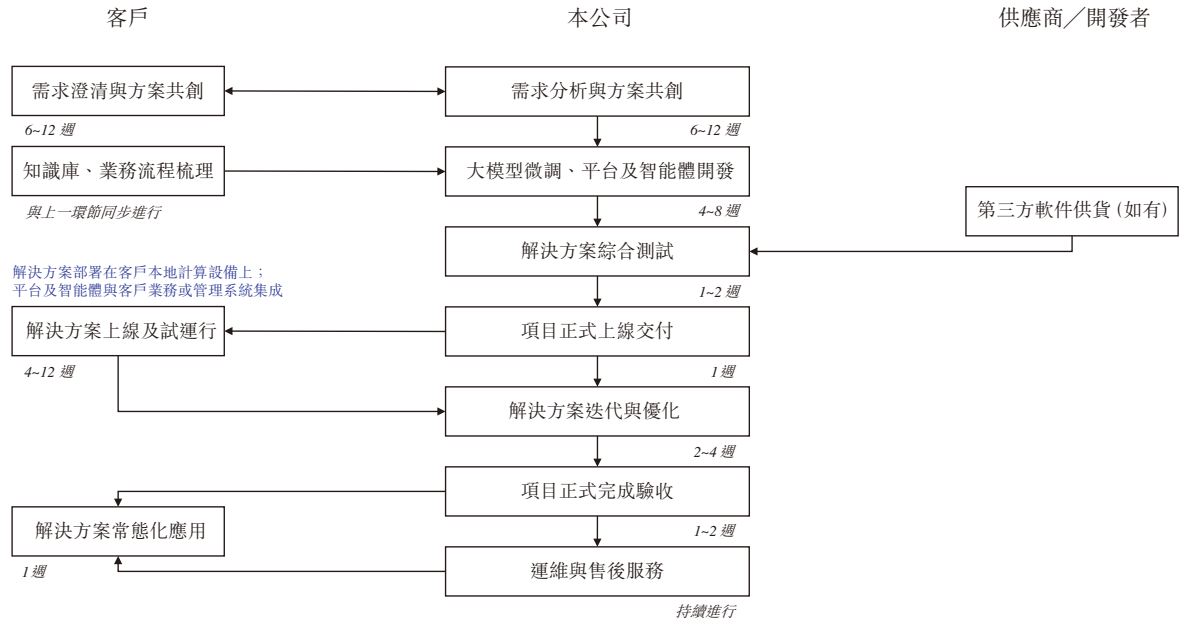 客戶
本公司
供應商／開發者
需求澄清與方案共創
需求分析與方案共創
6~12 週
6~12 週
知識庫、業務流程梳理
大模型微調、平台及智能體開發
與上一環節同步進行
4~8 週
第三方軟件供貨 (如有)
解決方案綜合測試
1~2 週
解決方案部署在客戶本地計算設備上；
平台及智能體與客戶業務或管理系統集成
解決方案上線及試運行
項目正式上線交付
4~12 週
1 週
解決方案迭代與優化
2~4 週
項目正式完成驗收
1~2 週
解決方案常態化應用
1 週
運維與售後服務
持續進行